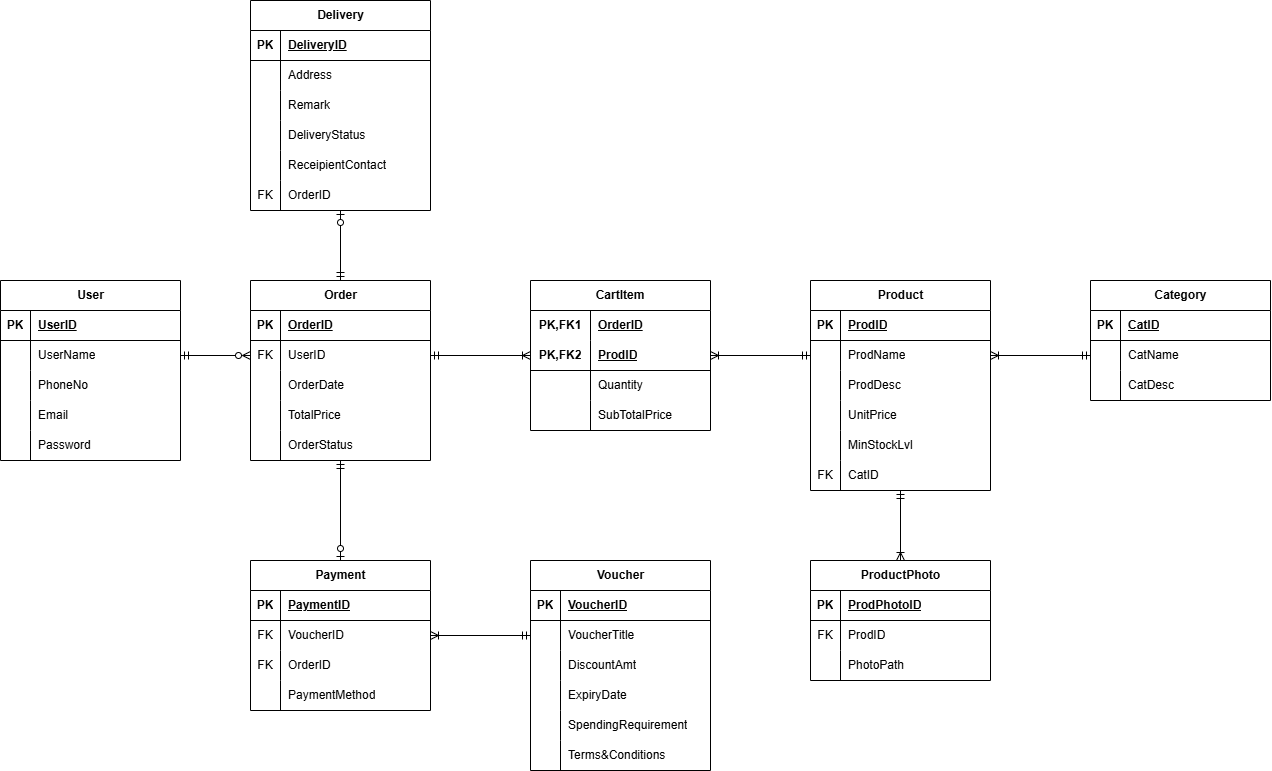 Delivery
PK DeliveryID
Address
Remark
DeliveryStatus
ReceipientContact
FK OrderID
User
PK UserID
UserName
PhoneNo
Email
Password
Order
PK OrderID
FK UserID
OrderDate
TotalPrice
OrderStatus
CartItem
PK,FK1 OrderID
PK,FK2 ProdID
Quantity
SubTotalPrice
Product
PK ProdID
ProdName
ProdDesc
UnitPrice
MinStockLvl
FK CatID
Category
PK CatID
CatName
CatDesc
Payment
PK PaymentID
FK VoucherID
FK OrderID
PaymentMethod
Voucher
PK VoucherID
VoucherTitle
DiscountAmt
ExpiryDate
SpendingRequirement
Terms&Conditions
ProductPhoto
PK ProdPhotoID
FK ProdID
PhotoPath